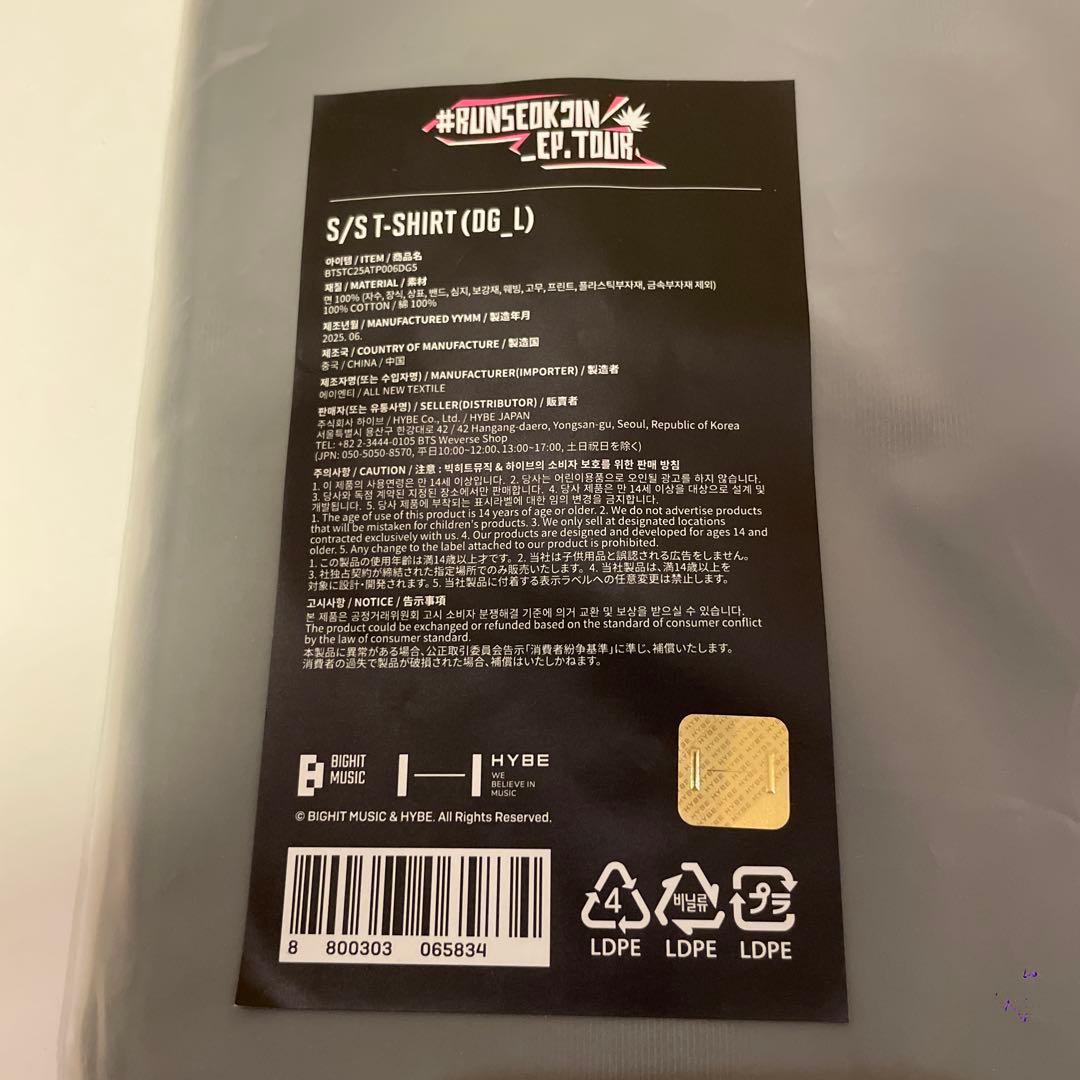 #RUNSEOKJIN
_EP.TOUR
S/S T-SHIRT (DG_L)
아이템 / ITEM / 商品名
BTSTC25ATP006DG5
재질 / MATERIAL / 素材
면 100% (자수, 장식, 상표, 밴드, 심지, 보강재, 웨빙, 고무, 프린트, 플라스틱부자재, 금속부자재 제외)
100% COTTON / 綿 100%
제조년월 / MANUFACTURED YYMM / 製造年月
2025. 06.
제조국 / COUNTRY OF MANUFACTURE / 製造国
중국 / CHINA / 中国
제조자명(또는 수입자명) / MANUFACTURER(IMPORTER) / 製造者
에이엔티 / ALL NEW TEXTILE
판매자(또는 유통사명) / SELLER(DISTRIBUTOR) / 販売者
주식회사 하이브 / HYBE Co., Ltd. / HYBE JAPAN
서울특별시 용산구 한강대로 42 / 42 Hangang-daero, Yongsan-gu, Seoul, Republic of Korea
TEL: +82 2-3444-0105 BTS Weverse Shop
(JPN: 050-5050-8570, 平日10:00~12:00、13:00~17:00, 土日祝日を除く)
주의사항 / CAUTION / 注意 : 빅히트뮤직 & 하이브의 소비자 보호를 위한 판매 방침
1. 이 제품의 사용연령은 만 14세 이상입니다. 2. 당사는 어린이용품으로 오인될 광고를 하지 않습니다.
3. 당사와 독점 계약된 지정된 장소에서만 판매합니다. 4. 당사 제품은 만 14세 이상을 대상으로 설계 및
개발됩니다. 5. 당사 제품에 부착되는 표시라벨에 대한 임의 변경을 금지합니다.
1. The age of use of this product is 14 years of age or older. 2. We do not advertise products
that will be mistaken for children's products. 3. We only sell at designated locations
contracted exclusively with us. 4. Our products are designed and developed for ages 14 and
older. 5. Any change to the label attached to our product is prohibited.
1. この製品の使用年齢は満14歳以上才です。2. 当社は子供用品と誤認される広告をしません。
3. 社独占契約が締結された指定場所でのみ販売いたします。4. 当社製品は、満14歳以上を
対象に設計・開発されます。5. 当社製品に付着する表示ラベルへの任意変更は禁止します。
고시사항 / NOTICE / 告示事項
본 제품은 공정거래위원회 고시 소비자 분쟁해결 기준에 의거 교환 및 보상을 받으실 수 있습니다.
The product could be exchanged or refunded based on the standard of consumer conflict
by the law of consumer standard.
本製品に異常がある場合、公正取引委員会告示「消費者紛争基準」に準じ、補償いたします。
消費者の過失で製品が破損された場合、補償はいたしかねます。
BIGHIT
MUSIC
HYBE
WE
BELIEVE IN
MUSIC
© BIGHIT MUSIC & HYBE. All Rights Reserved.
8 800303 065834
4
LDPE
비닐류
LDPE
プラ
LDPE